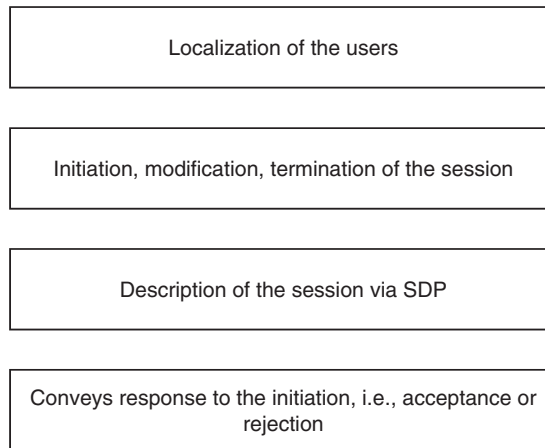 Localization of the users
Initiation, modification, termination of the session
Description of the session via SDP
Conveys response to the initiation, i.e., acceptance or
rejection